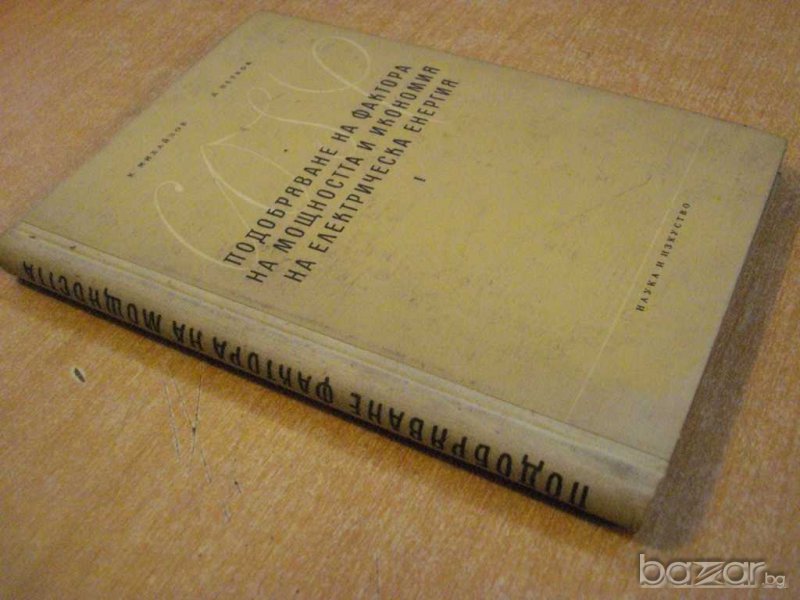 К. МИХАЙЛОВ Д. ПЕТКОВ
cos φ
ПОДОБРЯВАНЕ НА ФАКТОРА
НА МОЩНОСТТА И ИКОНОМИЯ
НА ЕЛЕКТРИЧЕСКА ЕНЕРГИЯ
I
НАУКА И ИЗКУСТВО
ПОДОБРЯВАНЕ ФАКТОРА НА МОЩНОСТТА
bazar.bg